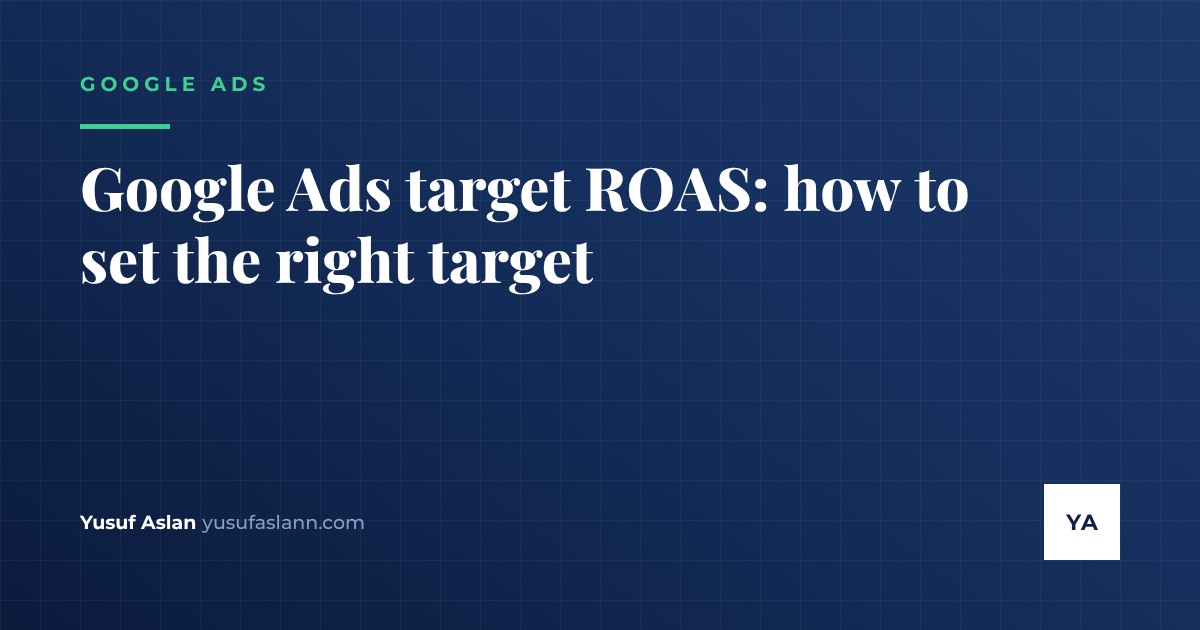 GOOGLE ADS
Google Ads target ROAS: how to
set the right target
Yusuf Aslan yusufaslann.com
YA